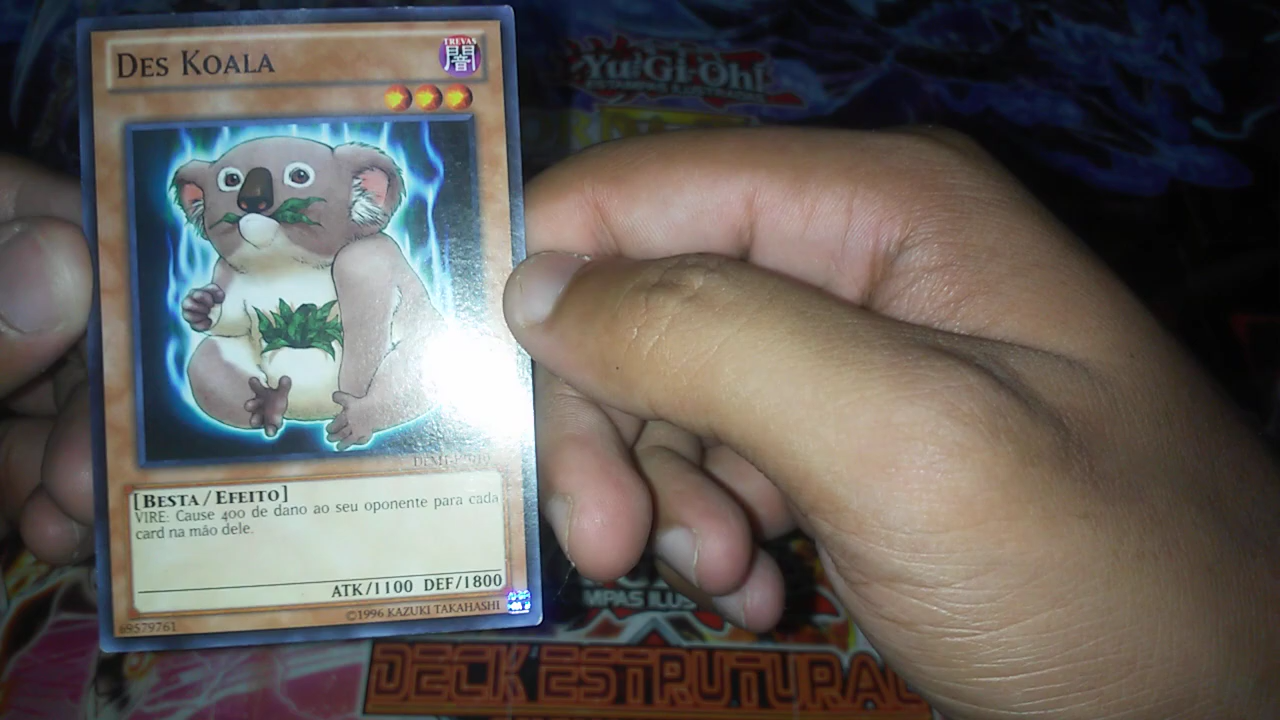 Des Koala
TREVAS
闇
Yu-Gi-Oh!
[Besta / Efeito]
VIRE: Cause 400 de dano ao seu oponente para cada
card na mão dele.
ATK/1100 DEF/1800
©1996 KAZUKI TAKAHASHI
69579761
DECK ESTRUTURAL